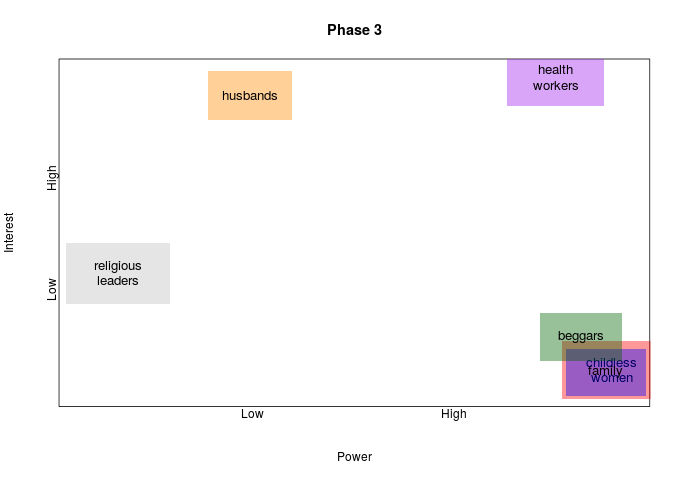 Phase 3
health
workers
husbands
High
Interest
religious
leaders
Low
beggars
childless
family
women
Low
High
Power